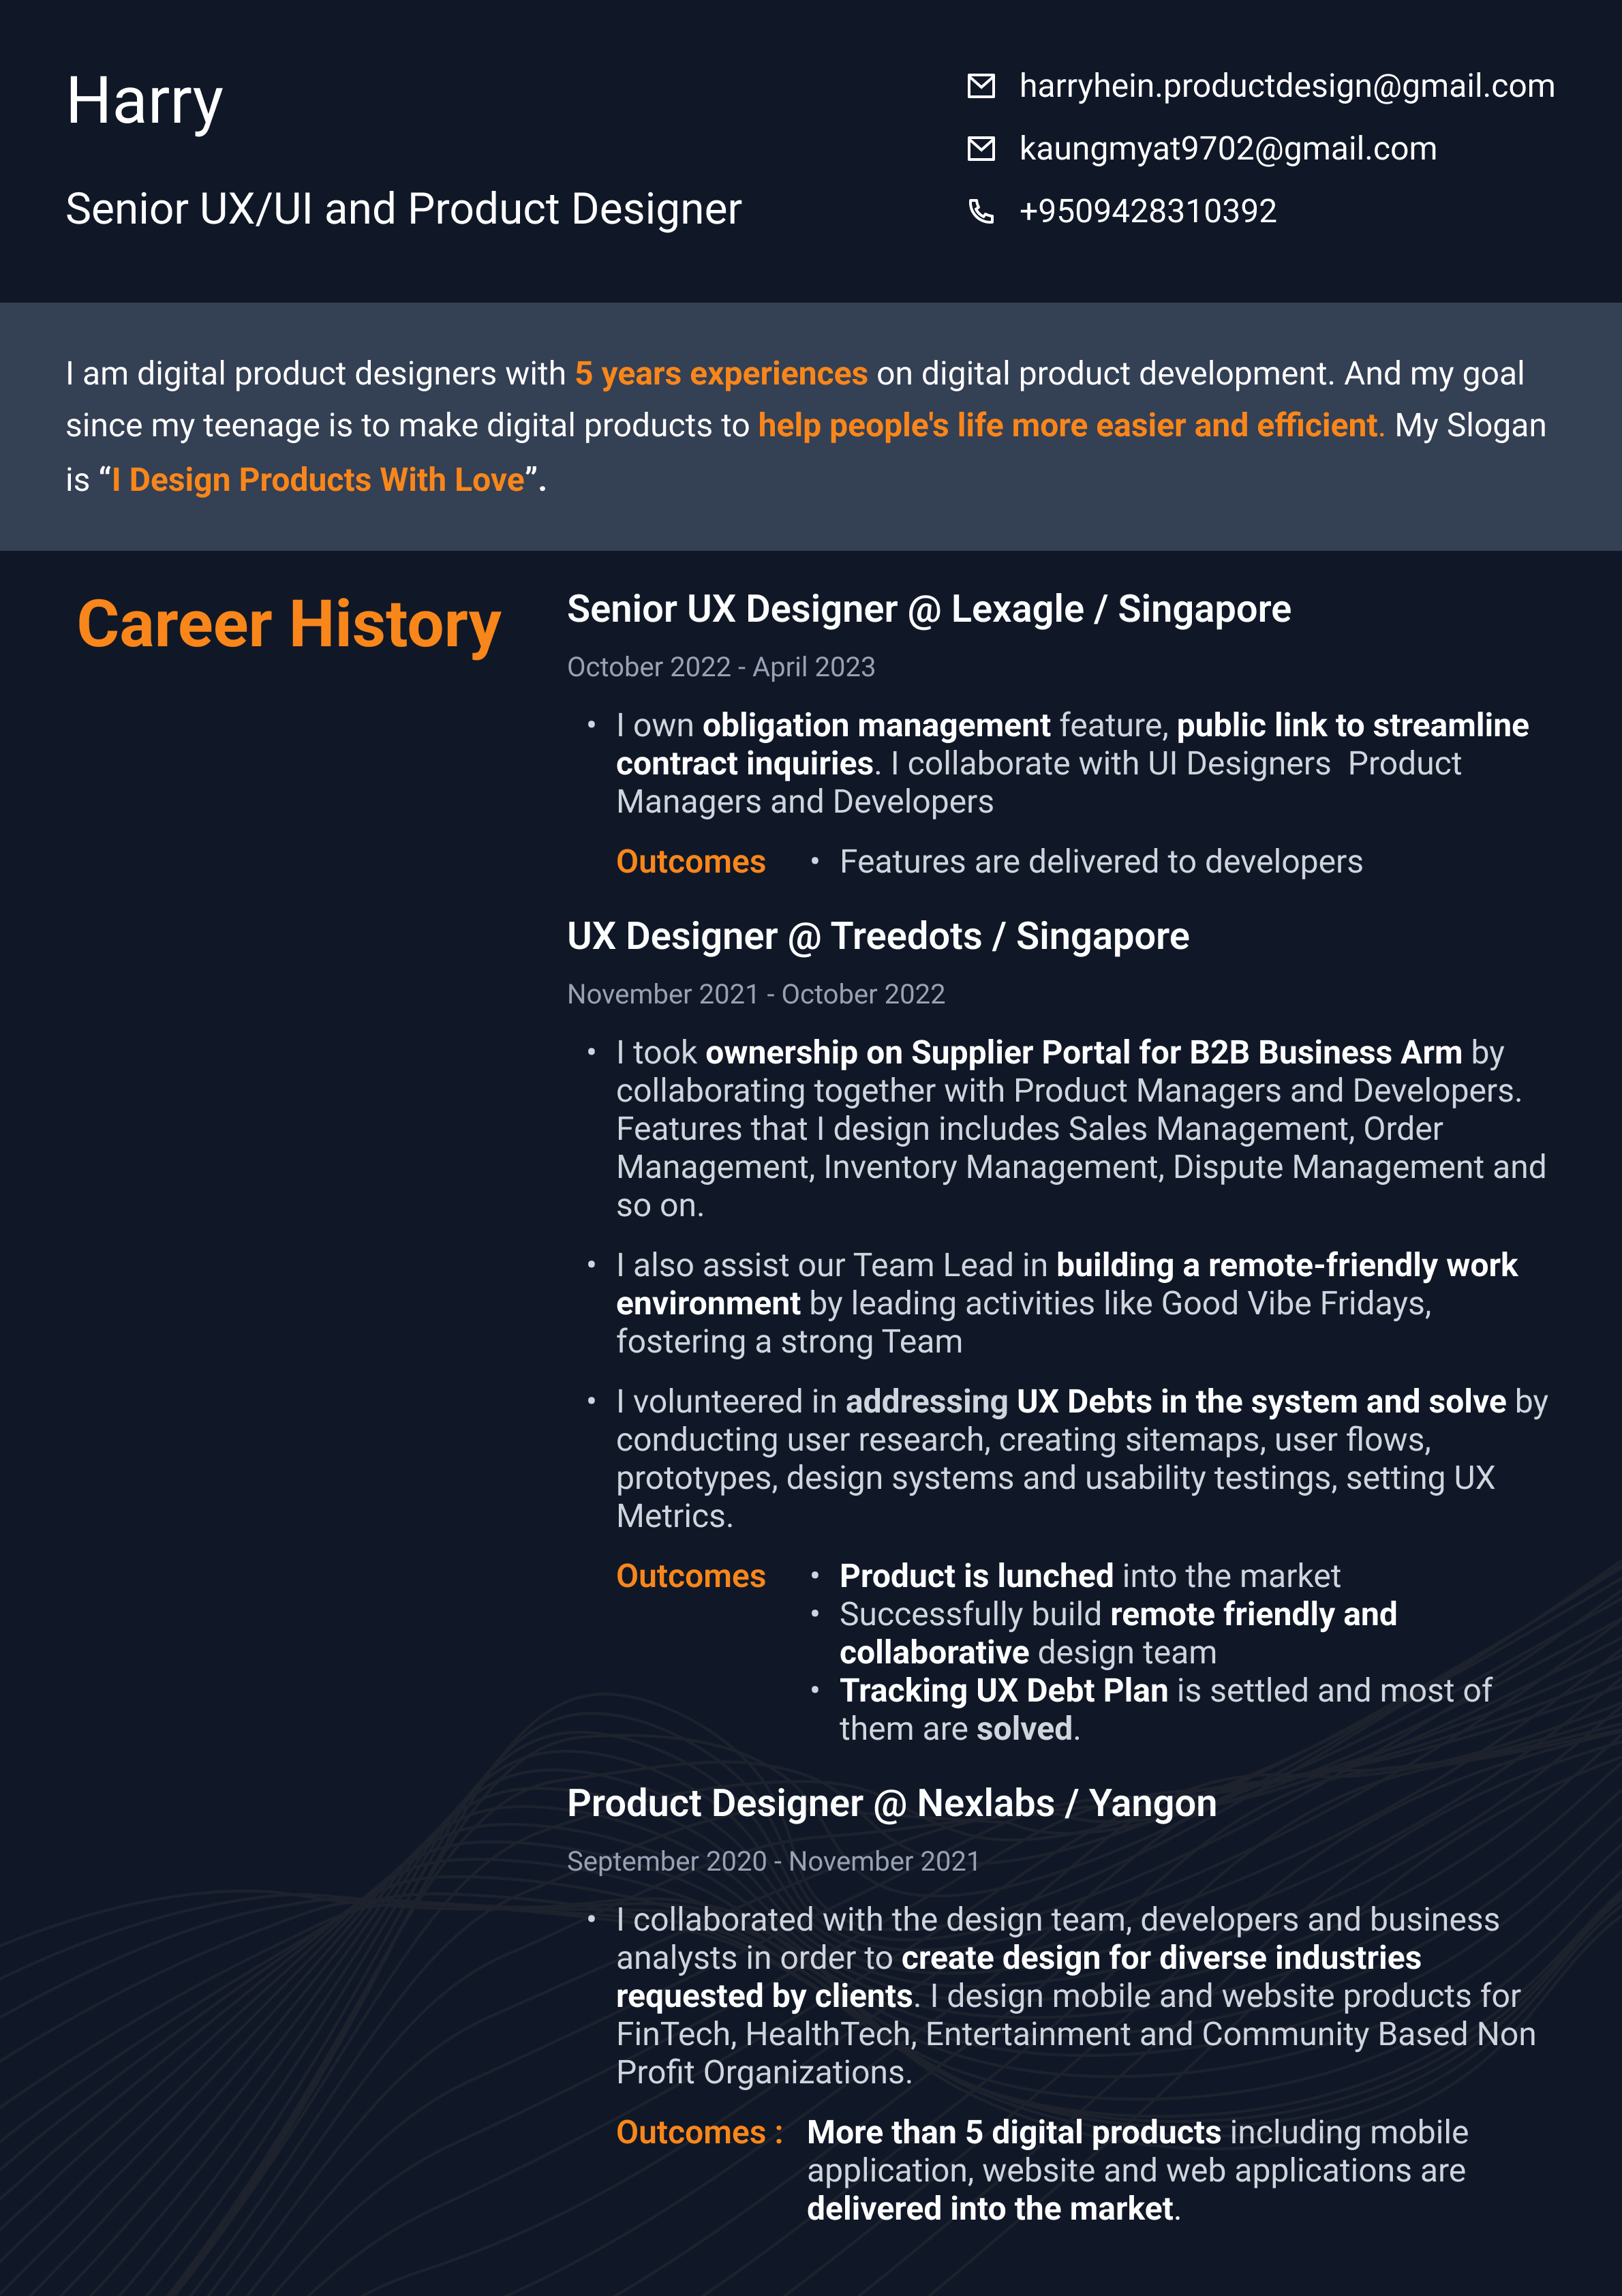 Harry
Senior UX/UI and Product Designer
harryhein.productdesign@gmail.com
kaungmyat9702@gmail.com
+9509428310392
I am digital product designers with 5 years experiences on digital product development. And my goal
since my teenage is to make digital products to help people's life more easier and efficient. My Slogan
is “I Design Products With Love”.
Career History
Senior UX Designer @ Lexagle / Singapore
October 2022 - April 2023
• I own obligation management feature, public link to streamline
contract inquiries. I collaborate with UI Designers  Product
Managers and Developers
Outcomes • Features are delivered to developers
UX Designer @ Treedots / Singapore
November 2021 - October 2022
• I took ownership on Supplier Portal for B2B Business Arm by
collaborating together with Product Managers and Developers.
Features that I design includes Sales Management, Order
Management, Inventory Management, Dispute Management and
so on.
• I also assist our Team Lead in building a remote-friendly work
environment by leading activities like Good Vibe Fridays,
fostering a strong Team
• I volunteered in addressing UX Debts in the system and solve by
conducting user research, creating sitemaps, user flows,
prototypes, design systems and usability testings, setting UX
Metrics.
Outcomes • Product is lunched into the market
• Successfully build remote friendly and
collaborative design team
• Tracking UX Debt Plan is settled and most of
them are solved.
Product Designer @ Nexlabs / Yangon
September 2020 - November 2021
• I collaborated with the design team, developers and business
analysts in order to create design for diverse industries
requested by clients. I design mobile and website products for
FinTech, HealthTech, Entertainment and Community Based Non
Profit Organizations.
Outcomes : More than 5 digital products including mobile
application, website and web applications are
delivered into the market.